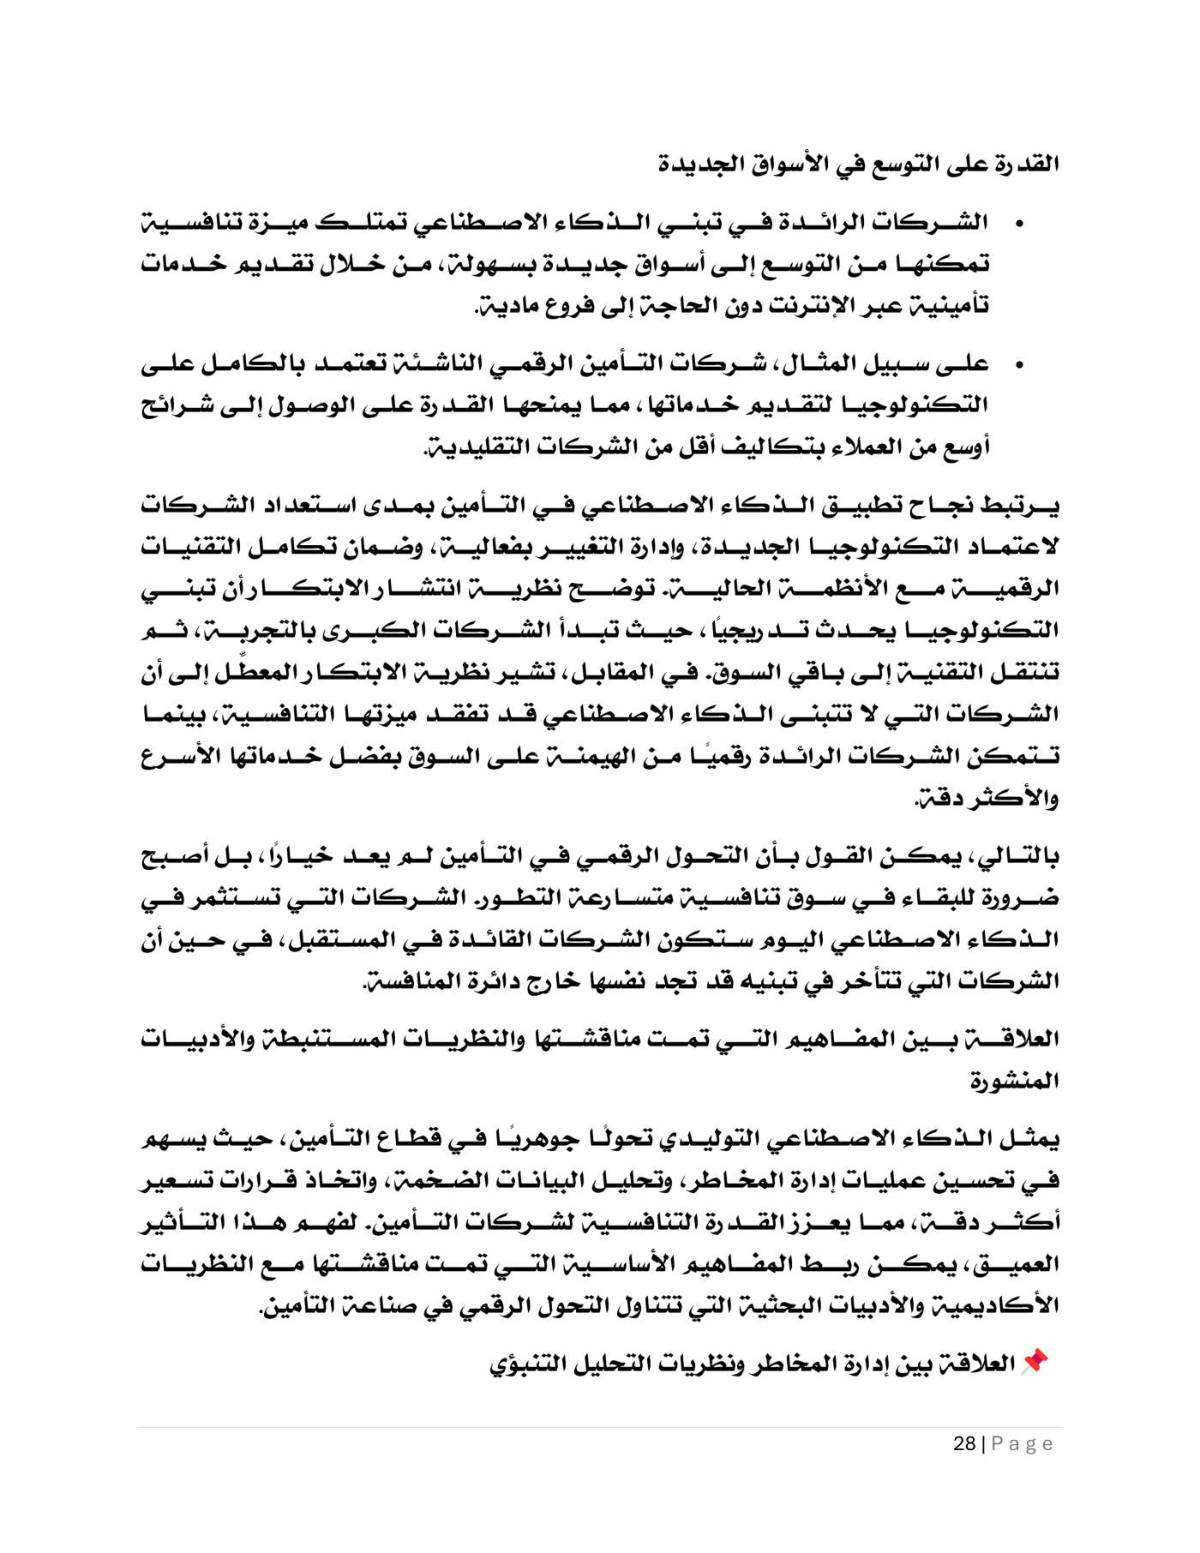 القدرة على التوسع في الأسواق الجديدة
• الشركات الرائدة في تبني الذكاء الاصطناعي تمتلك ميزة تنافسية
تمكنها من التوسع إلى أسواق جديدة بسهولة، من خلال تقديم خدمات
تأمينية عبر الإنترنت دون الحاجة إلى فروع مادية.
• على سبيل المثال، شركات التأمين الرقمي الناشئة تعتمد بالكامل على
التكنولوجيا لتقديم خدماتها، مما يمنحها القدرة على الوصول إلى شرائح
أوسع من العملاء بتكاليف أقل من الشركات التقليدية.
يرتبط نجاح تطبيق الذكاء الاصطناعي في التأمين بمدى استعداد الشركات
لاعتماد التكنولوجيا الجديدة، وإدارة التغيير بفعالية، وضمان تكامل التقنيات
الرقمية مع الأنظمة الحالية. توضح نظرية انتشار الابتكار أن تبني
التكنولوجيا يحدث تدريجيًا، حيث تبدأ الشركات الكبرى بالتجربة، ثم
تنتقل التقنية إلى باقي السوق. في المقابل، تشير نظرية الابتكار المعطّل إلى أن
الشركات التي لا تتبنى الذكاء الاصطناعي قد تفقد ميزتها التنافسية، بينما
تتمكن الشركات الرائدة رقميًا من الهيمنة على السوق بفضل خدماتها الأسرع
والأكثر دقة.
بالتالي، يمكن القول بأن التحول الرقمي في التأمين لم يعد خيارًا، بل أصبح
ضرورة للبقاء في سوق تنافسية متسارعة التطور. الشركات التي تستثمر في
الذكاء الاصطناعي اليوم ستكون الشركات القائدة في المستقبل، في حين أن
الشركات التي تتأخر في تبنيه قد تجد نفسها خارج دائرة المنافسة.
العلاقة بين المفاهيم التي تمت مناقشتها والنظريات المستنبطة والأدبيات
المنشورة
يمثل الذكاء الاصطناعي التوليدي تحولًا جوهريًا في قطاع التأمين، حيث يسهم
في تحسين عمليات إدارة المخاطر، وتحليل البيانات الضخمة، واتخاذ قرارات تسعير
أكثر دقة، مما يعزز القدرة التنافسية لشركات التأمين. لفهم هذا التأثير
العميق، يمكن ربط المفاهيم الأساسية التي تمت مناقشتها مع النظريات
الأكاديمية والأدبيات البحثية التي تتناول التحول الرقمي في صناعة التأمين.
📌 العلاقة بين إدارة المخاطر ونظريات التحليل التنبؤي
28 | Page